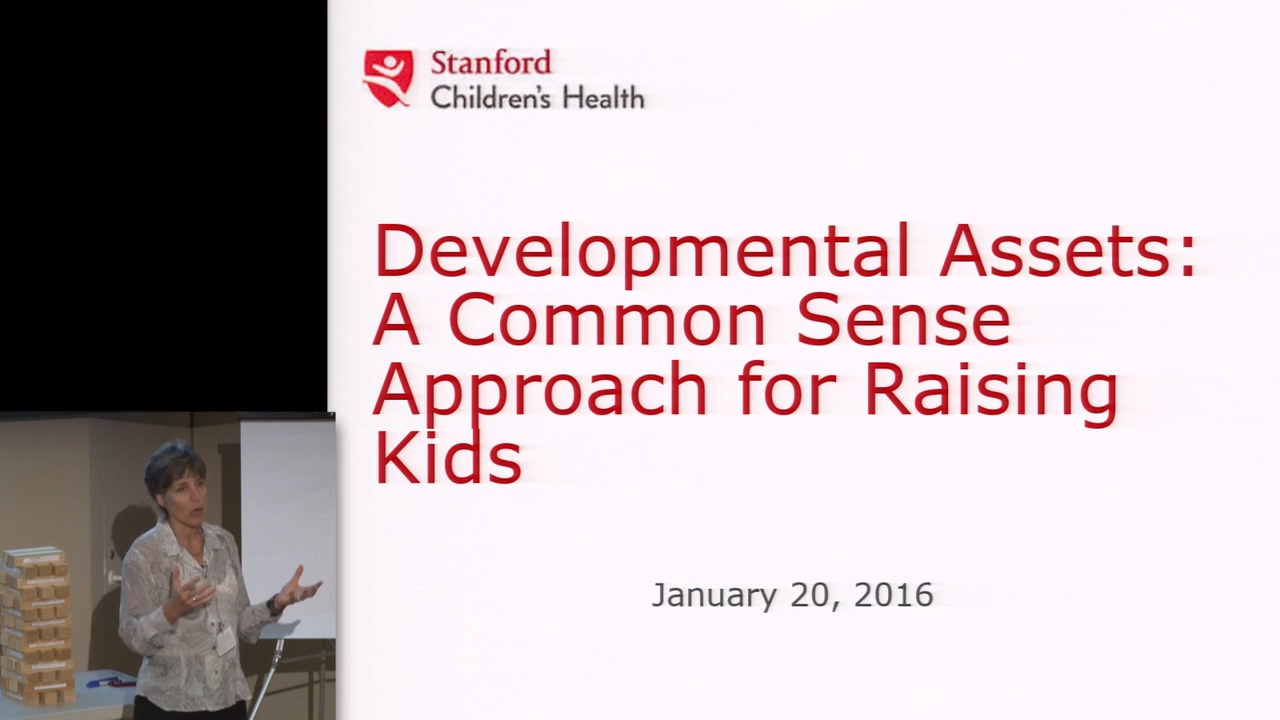 Stanford
Children's Health
Developmental Assets:
A Common Sense
Approach for Raising
Kids
January 20, 2016